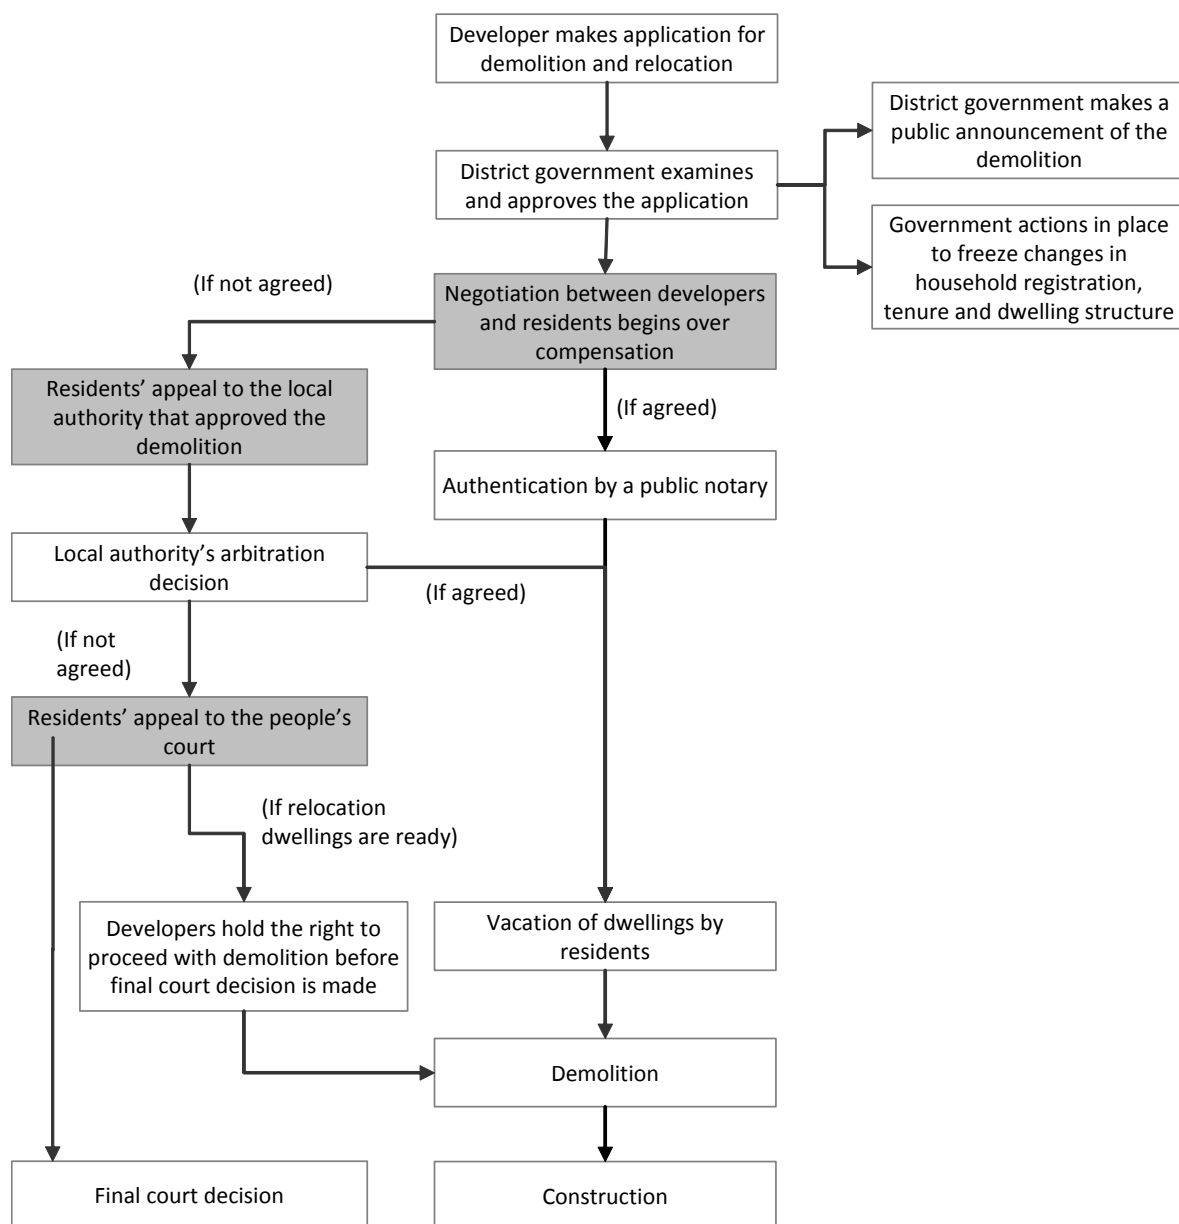 Developer makes application for
demolition and relocation
District government makes a
public announcement of the
demolition
District government examines
and approves the application
Government actions in place
to freeze changes in
household registration,
tenure and dwelling structure
(If not agreed)
Negotiation between developers
and residents begins over
compensation
Residents’ appeal to the local
authority that approved the
demolition
(If agreed)
Authentication by a public notary
Local authority’s arbitration
decision
(If agreed)
(If not
agreed)
Residents’ appeal to the people’s
court
(If relocation
dwellings are ready)
Developers hold the right to
proceed with demolition before
final court decision is made
Vacation of dwellings by
residents
Demolition
Final court decision
Construction